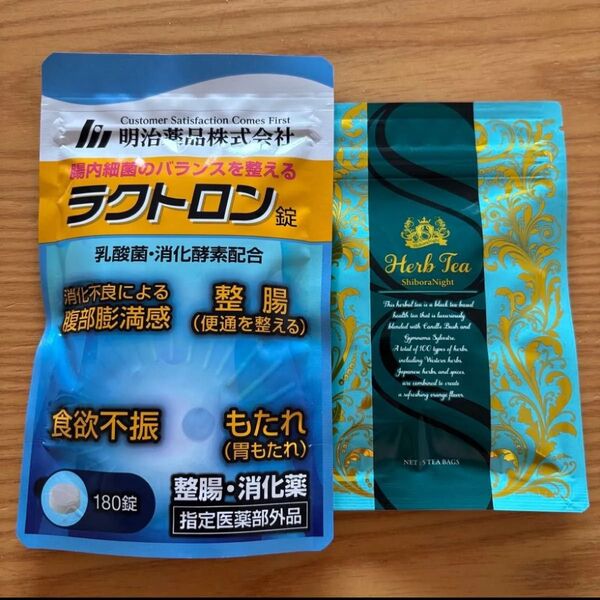 Customer Satisfaction Comes First
明治薬品株式会社
腸内細菌のバランスを整える
ラクトロン錠
乳酸菌・消化酵素配合
消化不良による
腹部膨満感
整腸
(便通を整える)
食欲不振
もたれ
(胃もたれ)
180錠
整腸・消化薬
指定医薬部外品
Herb Tea
ShiboraNight
This herbal tea is a black tea based
health tea that is luxuriously
blended with Candle Bush and
Gymnema Sylvestre.
A total of 100 types of herbs,
including Western herbs,
Japanese herbs, and spices,
are combined to create
a refreshing orange flavor.
NET :5 TEA BAGS